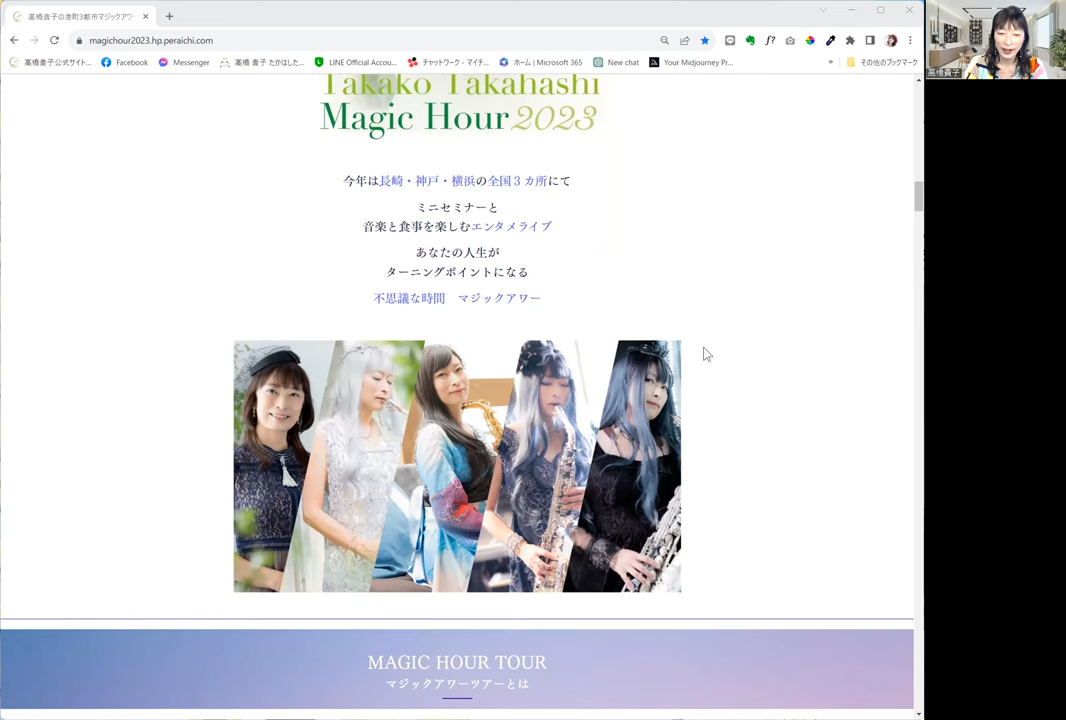 高橋貴子の港町3都市マジックアワ
magichour2023.hp.peraichi.com
高橋貴子公式サイト...
Facebook
Messenger
高橋 貴子 たかはした...
LINE Official Accou...
チャットワーク - マイチ...
ホーム | Microsoft 365
New chat
Your Midjourney Pr...
»
その他のブックマーク
高橋貴子
Takako Takahashi
Magic Hour 2023
今年は長崎・神戸・横浜の全国３カ所にて
ミニセミナーと
音楽と食事を楽しむエンタメライブ
あなたの人生が
ターニングポイントになる
不思議な時間　マジックアワー
MAGIC HOUR TOUR
マジックアワーツアーとは